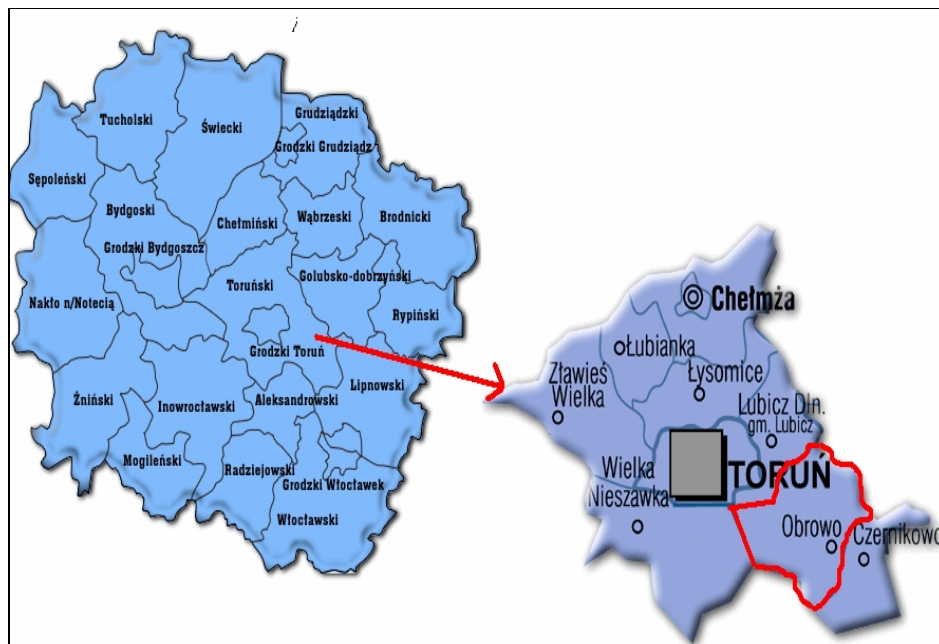 Tucholski
Świecki
Grudziądzki
Grodzki Grudziądz
Sępoleński
Bydgoski
Chełmiński
Wąbrzeski
Brodnicki
Grodzki Bydgoszcz
Toruński
Golubsko-dobrzyński
Nakło n/Notecią
Rypiński
Grodzki Toruń
Żniński
Inowrocławski
Aleksandrowski
Lipnowski
Mogileński
Radziejowski
Grodzki Włocławek
Włocławski
Chełmża
Łubianka
Zławieś
Wielka
Łysomice
Lubicz Dln.
gm. Lubicz
Wielka
Nieszawka
TORUŃ
Obrowo
Czernikowo